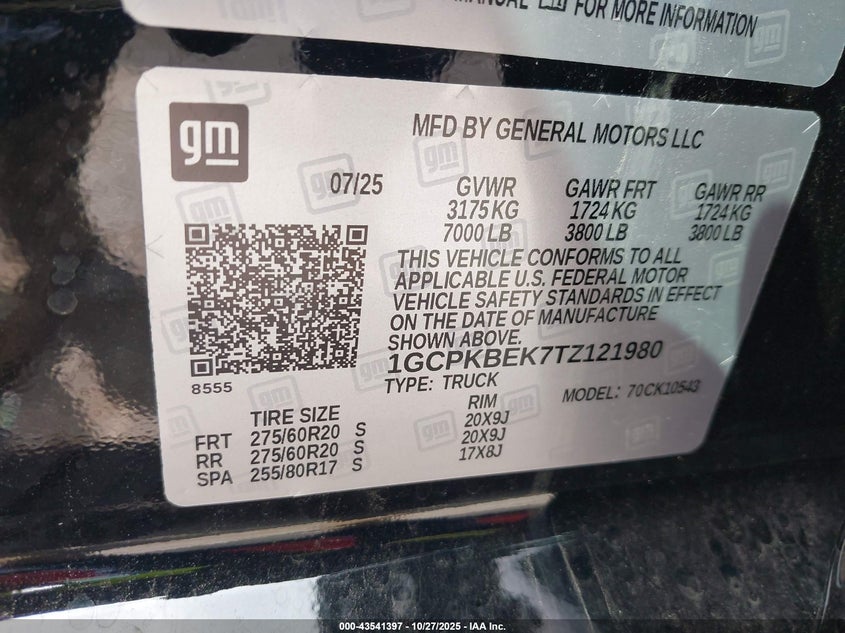 MANUAL FOR MORE INFORMATION
gm
MFD BY GENERAL MOTORS LLC
07/25
GVWR GAWR FRT GAWR RR
3175 KG 1724 KG 1724 KG
7000 LB 3800 LB 3800 LB
THIS VEHICLE CONFORMS TO ALL
APPLICABLE U.S. FEDERAL MOTOR
VEHICLE SAFETY STANDARDS IN EFFECT
ON THE DATE OF MANUFACTURE
SHOWN ABOVE.
1GCPKBEK7TZ121980
8555
TYPE: TRUCK
MODEL: 70CK10543
TIRE SIZE RIM
FRT 275/60R20 S 20X9J
RR 275/60R20 S 20X9J
SPA 255/80R17 S 17X8J
000-43541397 - 10/27/2025 - IAA Inc.